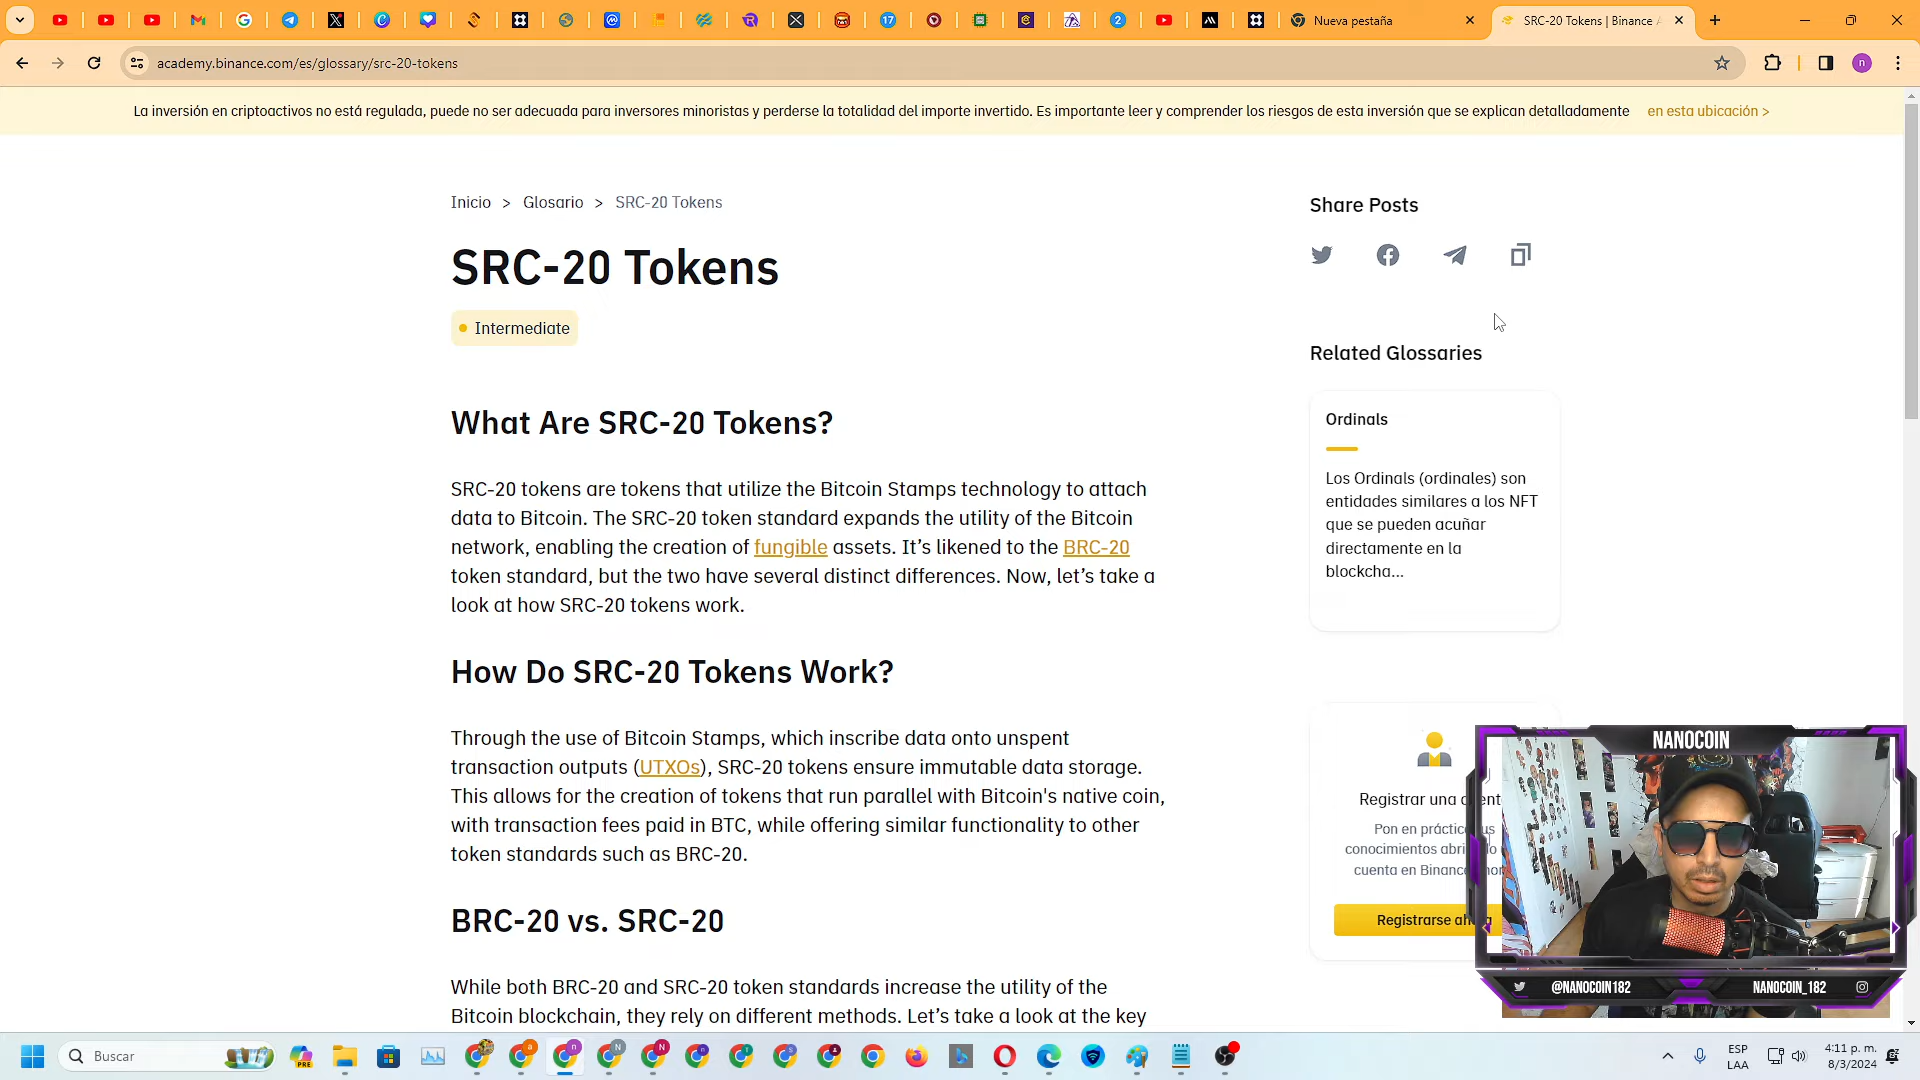 Nueva pestaña
SRC-20 Tokens | Binance
academy.binance.com/es/glossary/src-20-tokens
La inversión en criptoactivos no está regulada, puede no ser adecuada para inversores minoristas y perderse la totalidad del importe invertido. Es importante leer y comprender los riesgos de esta inversión que se explican detalladamente en esta ubicación >
Inicio > Glosario > SRC-20 Tokens
SRC-20 Tokens
Intermediate
What Are SRC-20 Tokens?
SRC-20 tokens are tokens that utilize the Bitcoin Stamps technology to attach
data to Bitcoin. The SRC-20 token standard expands the utility of the Bitcoin
network, enabling the creation of fungible assets. It’s likened to the BRC-20
token standard, but the two have several distinct differences. Now, let’s take a
look at how SRC-20 tokens work.
How Do SRC-20 Tokens Work?
Through the use of Bitcoin Stamps, which inscribe data onto unspent
transaction outputs (UTXOs), SRC-20 tokens ensure immutable data storage.
This allows for the creation of tokens that run parallel with Bitcoin's native coin,
with transaction fees paid in BTC, while offering similar functionality to other
token standards such as BRC-20.
BRC-20 vs. SRC-20
While both BRC-20 and SRC-20 token standards increase the utility of the
Bitcoin blockchain, they rely on different methods. Let’s take a look at the key
Share Posts
Related Glossaries
Ordinals
Los Ordinals (ordinales) son
entidades similares a los NFT
que se pueden acuñar
directamente en la
blockcha...
Registrar una
Pon en práctica
conocimientos
cuenta en Binance
Registrarse
NANOCOIN
@NANOCOIN182
NANOCOIN_182
Buscar
PRE
ESP
LAA
4:11 p. m.
8/3/2024